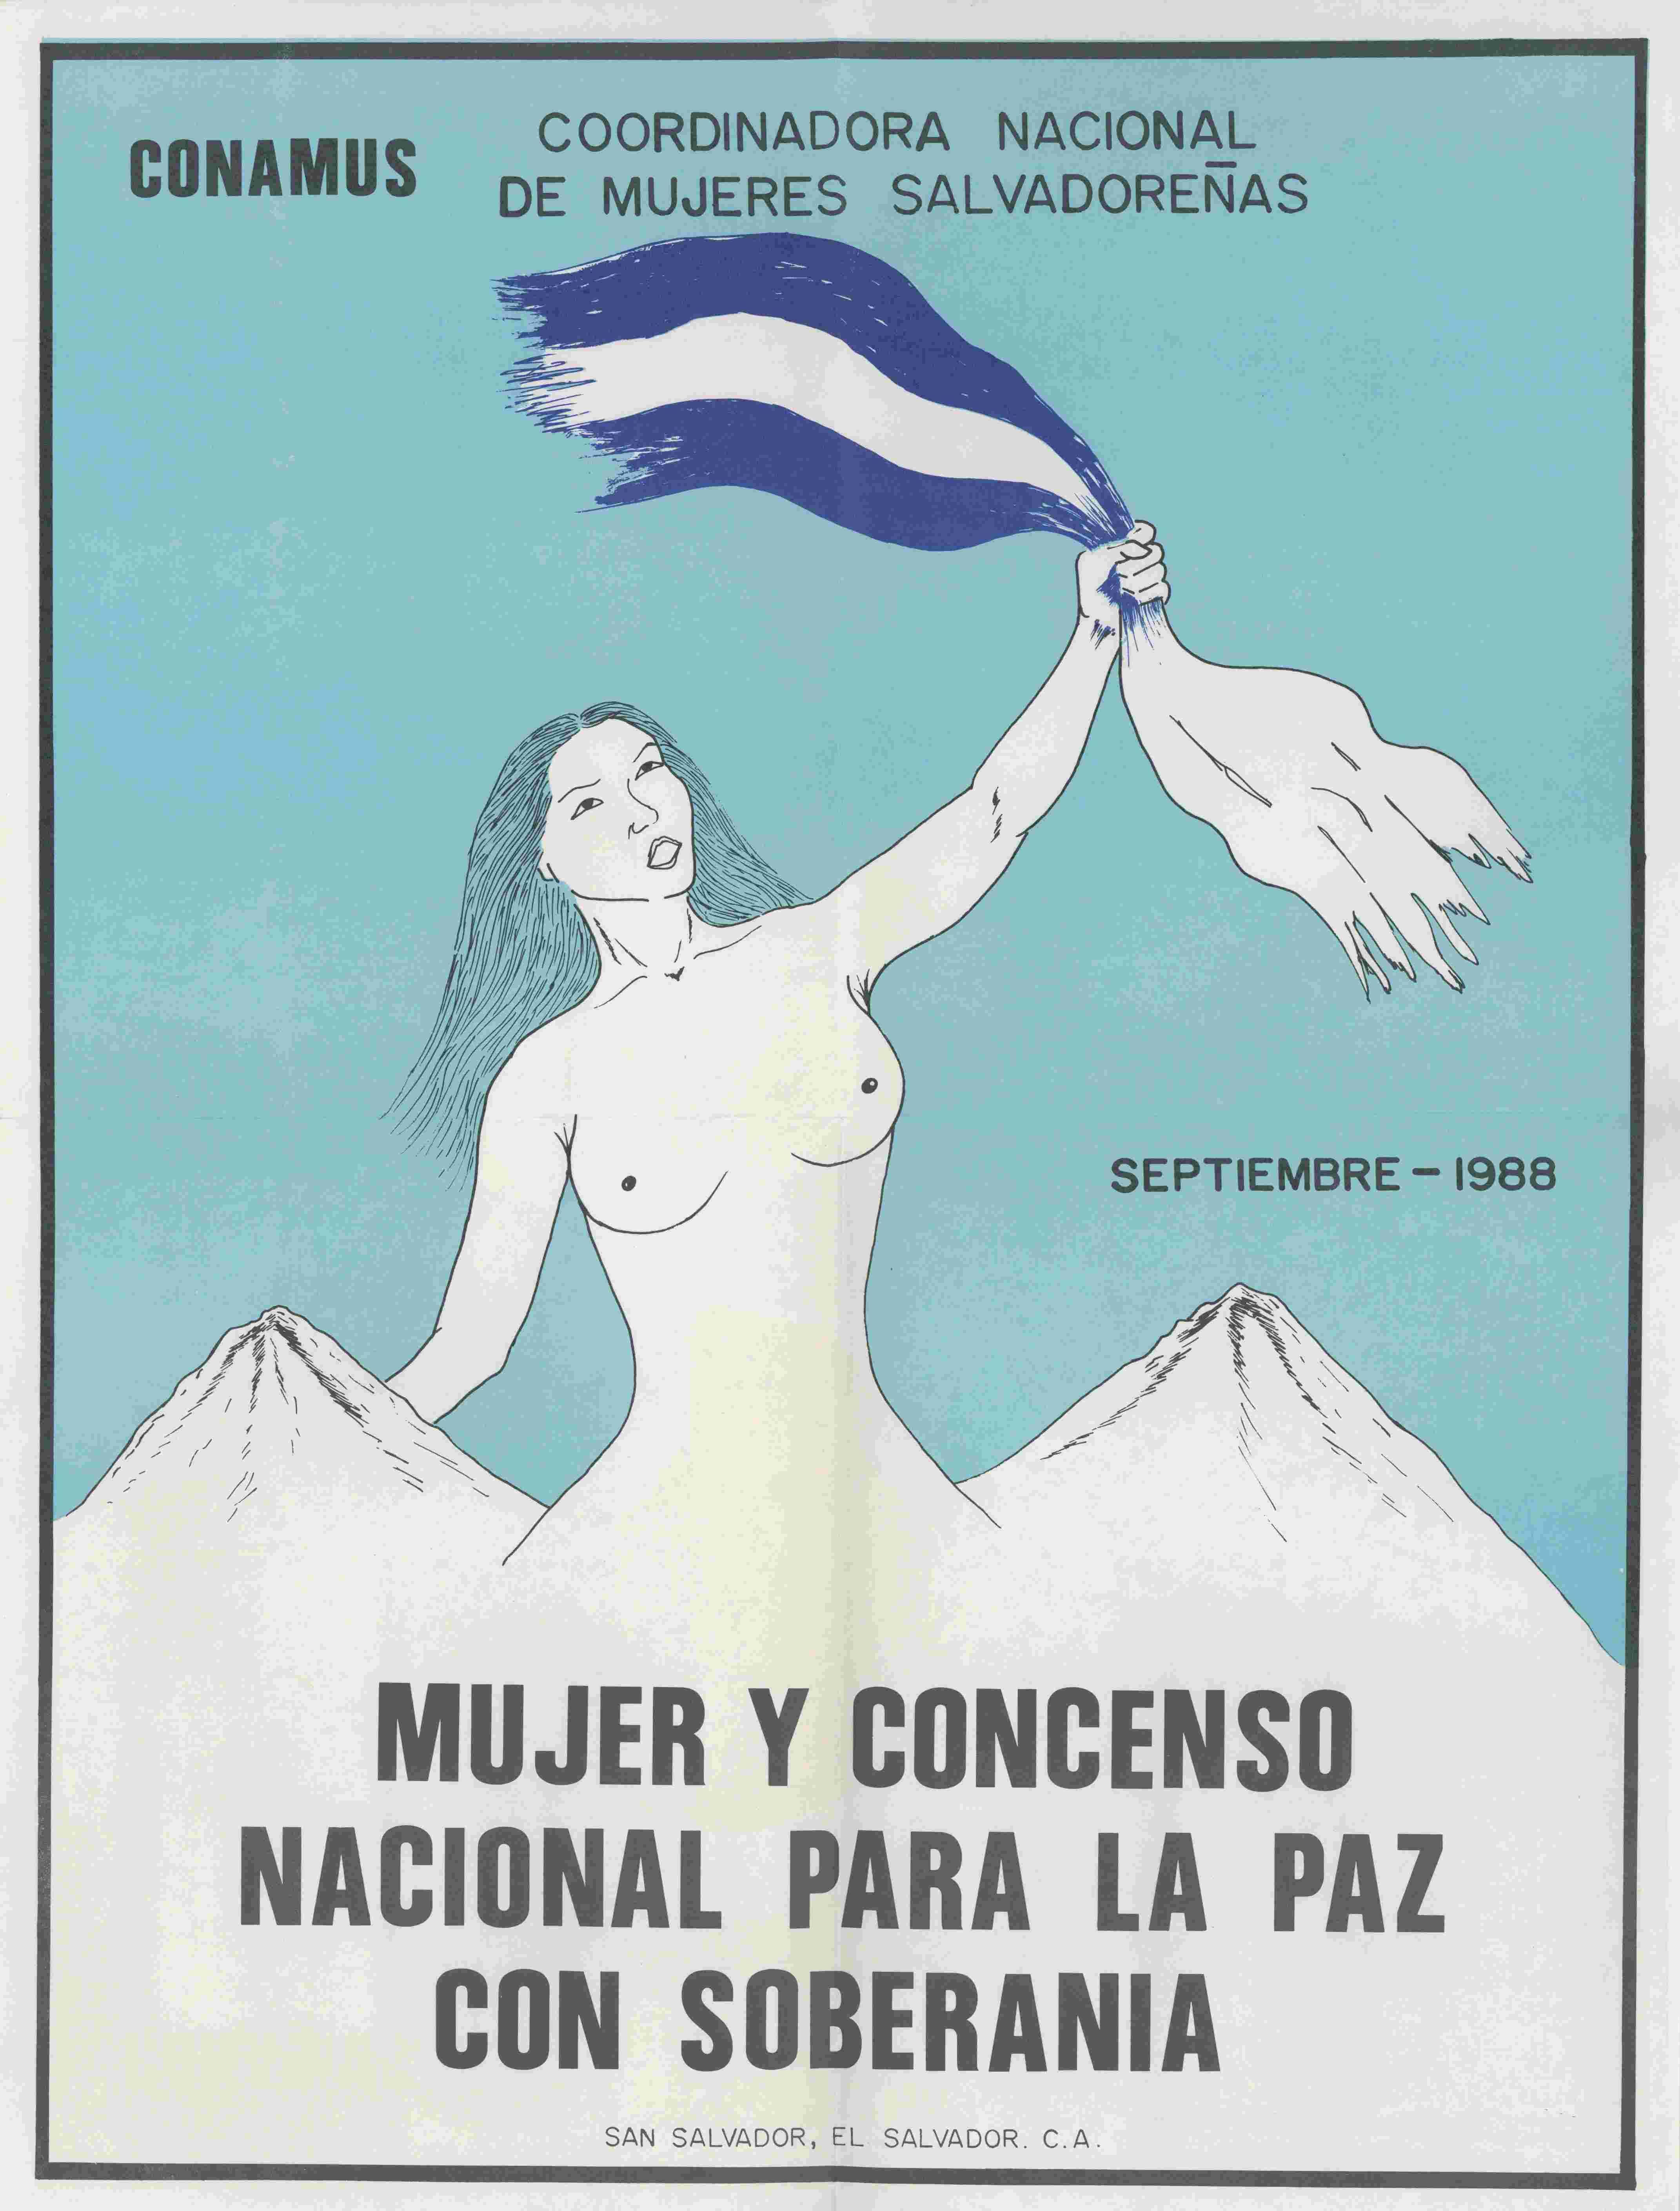 CONAMUS
COORDINADORA NACIONAL
DE MUJERES SALVADOREÑAS
SEPTIEMBRE - 1988
MUJER Y CONCENSO
NACIONAL PARA LA PAZ
CON SOBERANIA
SAN SALVADOR, EL SALVADOR. C.A.